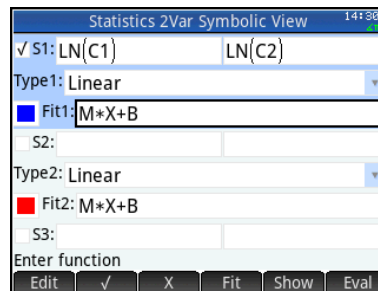 Statistics 2Var Symbolic View 14:30
√ S1: LN(C1) LN(C2)
Type1: Linear
Fit1: M*X+B
S2:
Type2: Linear
Fit2: M*X+B
S3:
Enter function
Edit √ X Fit Show Eval